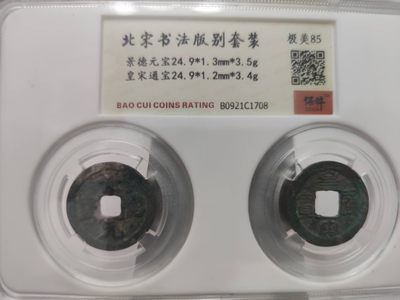 北宋书法版别套装
极美85
景德元宝24.9*1.3mm*3.5g
皇宋通宝24.9*1.2mm*3.4g
BAO CUI COINS RATING
B0921C1708